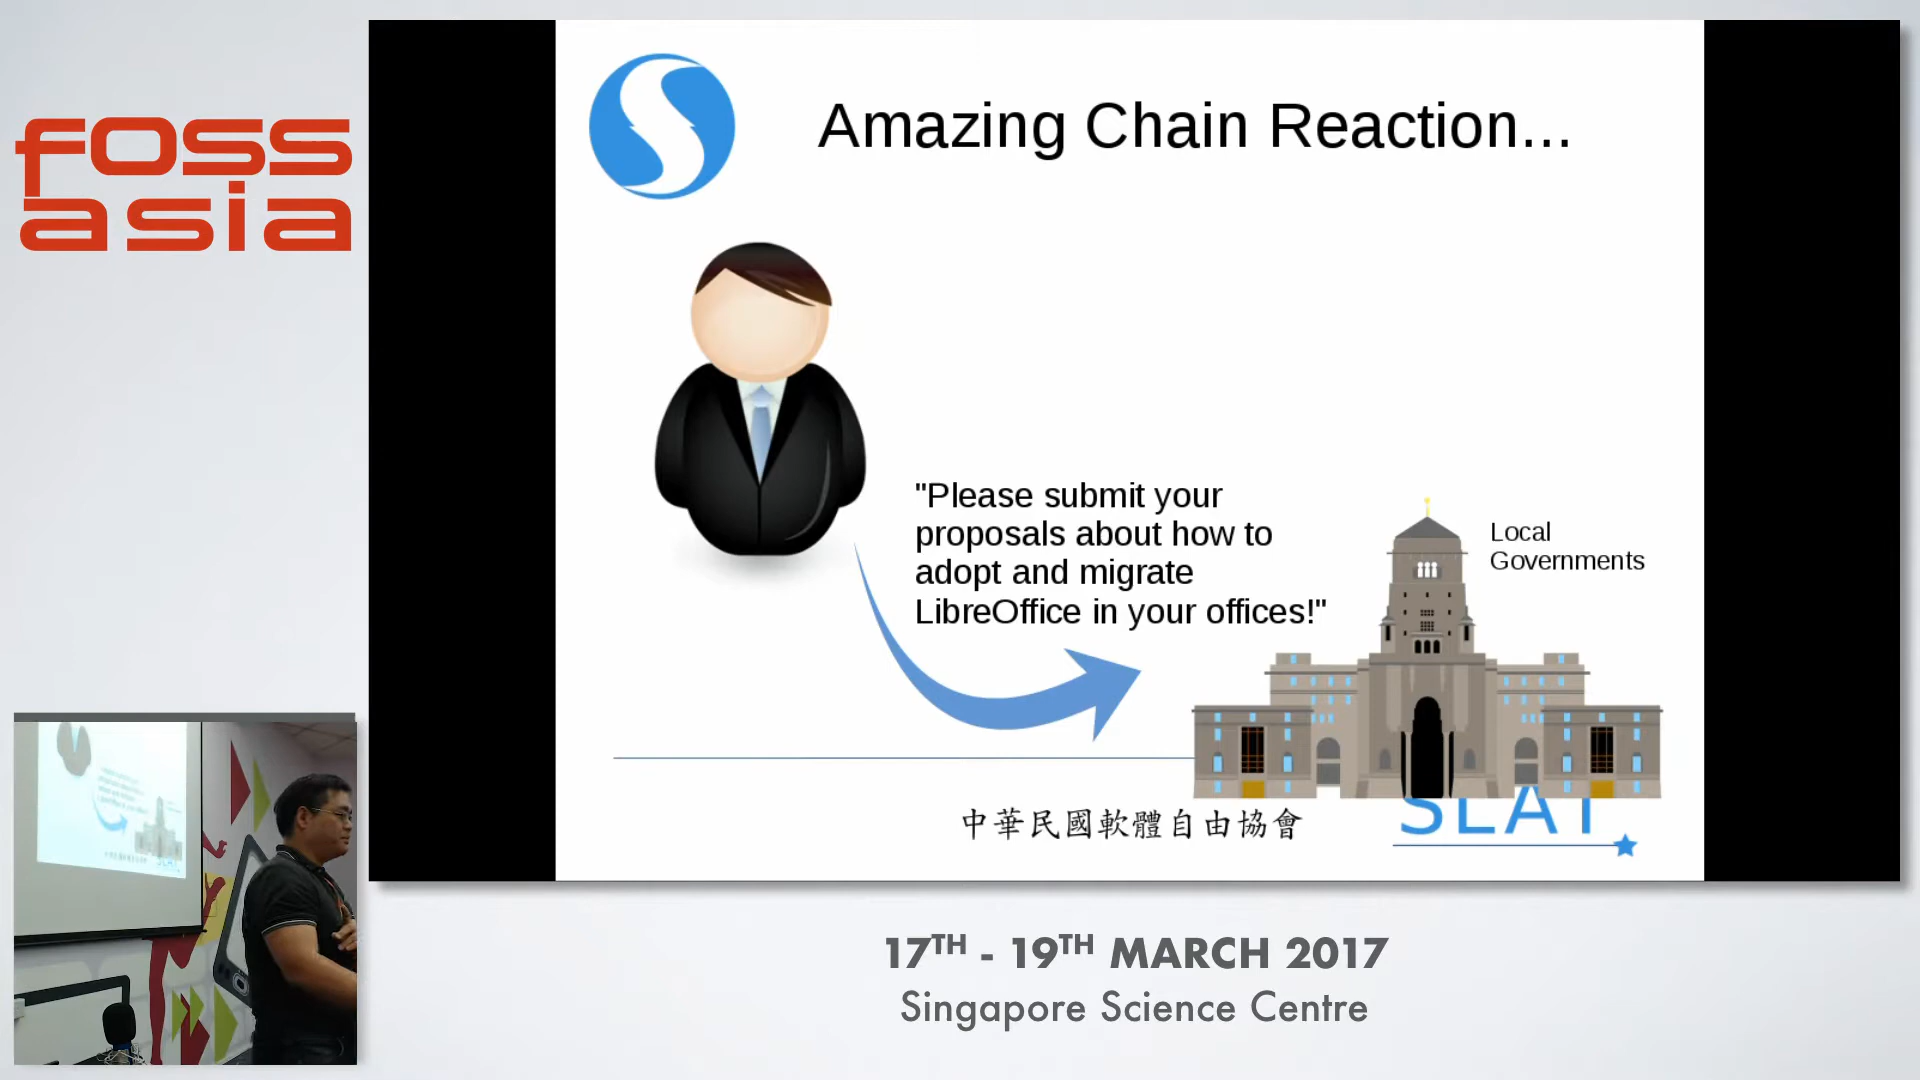 foss
asia
Amazing Chain Reaction...
"Please submit your
proposals about how to
adopt and migrate
LibreOffice in your offices!"
Local
Governments
中華民國軟體自由協會
SLAT
17TH - 19TH MARCH 2017
Singapore Science Centre